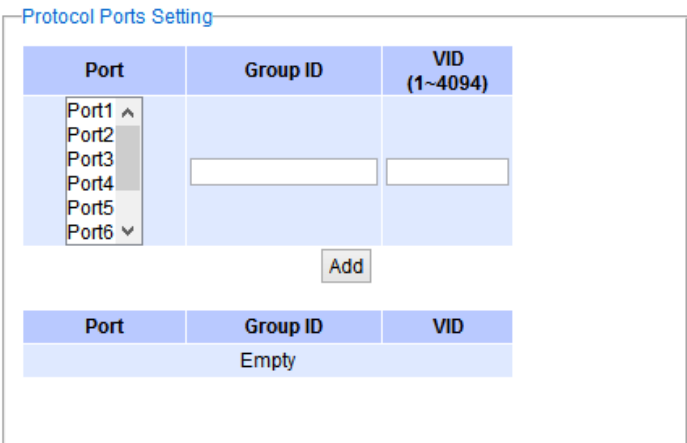 Protocol Ports Setting
Port Group ID VID
(1~4094)
Port1
Port2
Port3
Port4
Port5
Port6
Add
Port Group ID VID
Empty